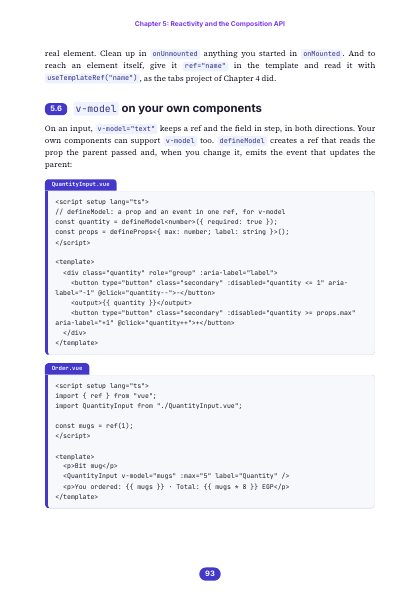 Chapter 5: Reactivity and the Composition API
real element. Clean up in onUnmounted anything you started in onMounted. And to
reach an element itself, give it ref="name" in the template and read it with
useTemplateRef("name"), as the tabs project of Chapter 4 did.
5.6 v-model on your own components
On an input, v-model="text" keeps a ref and the field in step, in both directions. Your
own components can support v-model too. defineModel creates a ref that reads the
prop the parent passed and, when you change it, emits the event that updates the
parent:
QuantityInput.vue
<script setup lang="ts">
// defineModel: a prop and an event in one ref, for v-model
const quantity = defineModel<number>({ required: true });
const props = defineProps<{ max: number; label: string }>();
</script>
<template>
<div class="quantity" role="group" :aria-label="label">
<button type="button" class="secondary" :disabled="quantity <= 1" aria-
label="-1" @click="quantity--">-</button>
<output>{{ quantity }}</output>
<button type="button" class="secondary" :disabled="quantity >= props.max"
aria-label="+1" @click="quantity++">+</button>
</div>
</template>
Order.vue
<script setup lang="ts">
import { ref } from "vue";
import QuantityInput from "./QuantityInput.vue";
const mugs = ref(1);
</script>
<template>
<p>Bit mug</p>
<QuantityInput v-model="mugs" :max="5" label="Quantity" />
<p>You ordered: {{ mugs }} · Total: {{ mugs * 8 }} EGP</p>
</template>
93